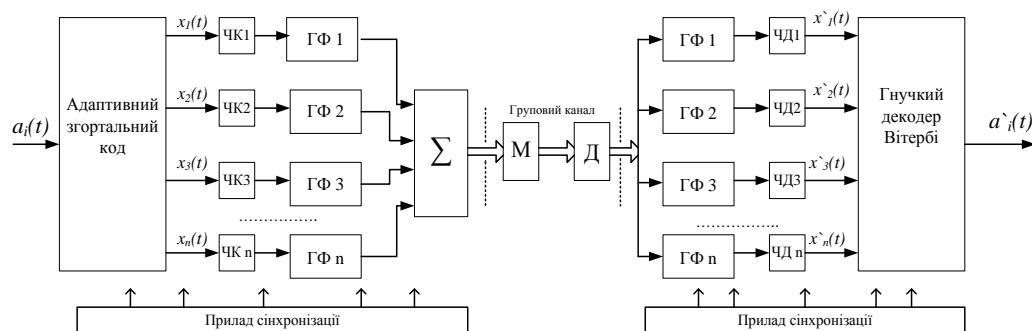 x₁(t)
ЧК1
ГФ 1
x₂(t)
ЧК2
ГФ 2
Адаптивний
згортальний
код
aᵢ(t)
x₃(t)
ЧК3
ГФ 3
xₙ(t)
ЧК n
ГФ n
.....................
Σ
Груповий канал
М
Д
ГФ 1
ЧД1
x`₁(t)
ГФ 2
ЧД2
x`₂(t)
ГФ 3
ЧД3
x`₃(t)
.....................
ГФ n
ЧД n
x`ₙ(t)
Гнучкий
декодер
Вітербі
a`ᵢ(t)
Прилад сінхронізації
Прилад сінхронізації